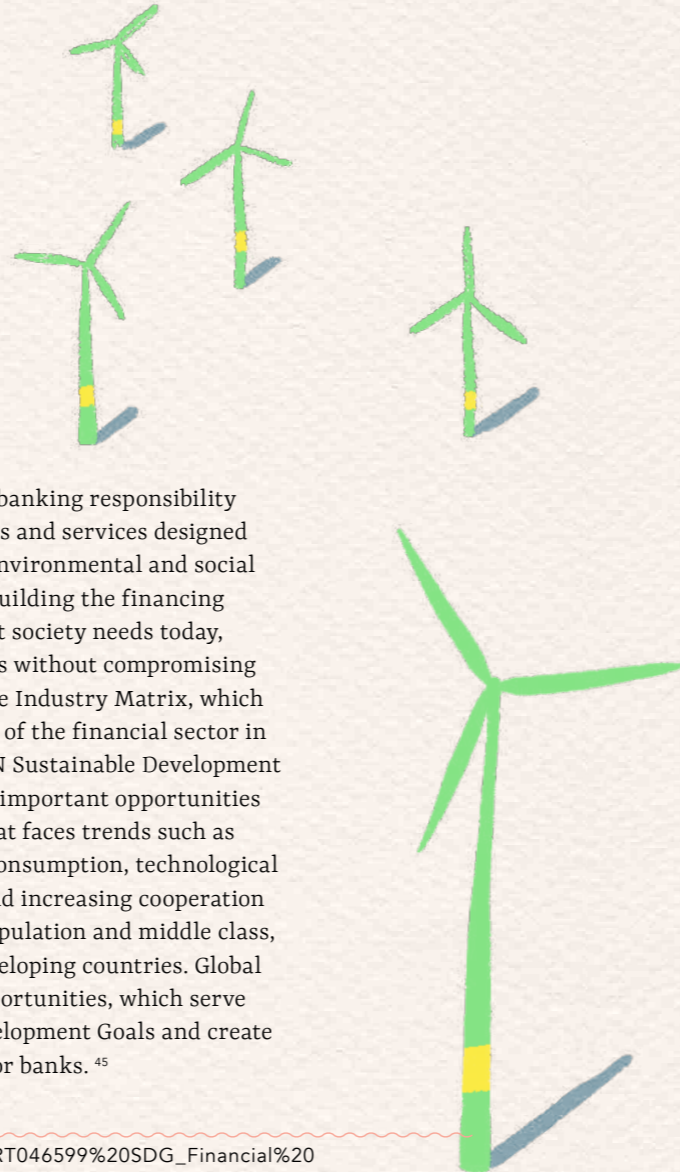 banking responsibility
s and services designed
nvironmental and social
uilding the financing
t society needs today,
s without compromising
e Industry Matrix, which
of the financial sector in
N Sustainable Development
important opportunities
at faces trends such as
onsumption, technological
d increasing cooperation
pulation and middle class,
eloping countries. Global
ortunities, which serve
elopment Goals and create
or banks. 45
RT046599%20SDG_Financial%20